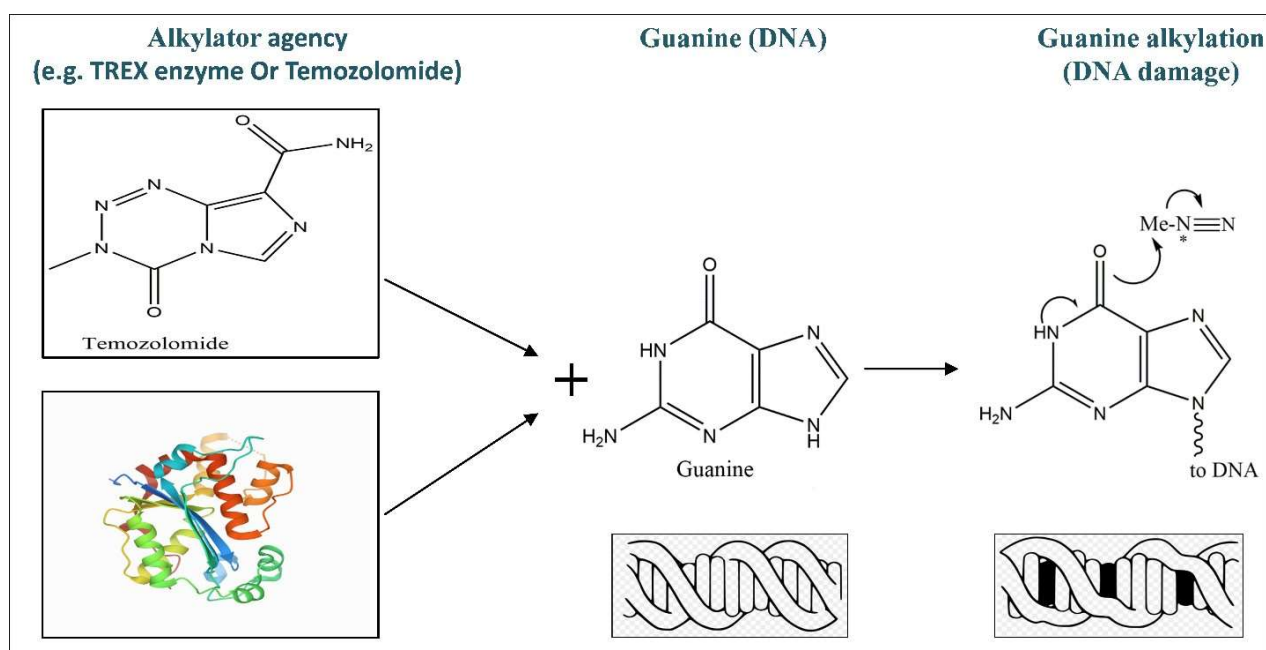 Alkylator agency
(e.g. TREX enzyme Or Temozolomide)
Guanine (DNA)
Guanine alkylation
(DNA damage)
O
NH2
N
N
N
N
N
O
Temozolomide
+
O
HN
N
H2N
N
N
H
Guanine
Me-N≡N
*
O
HN
N
H2N
N
N
to DNA